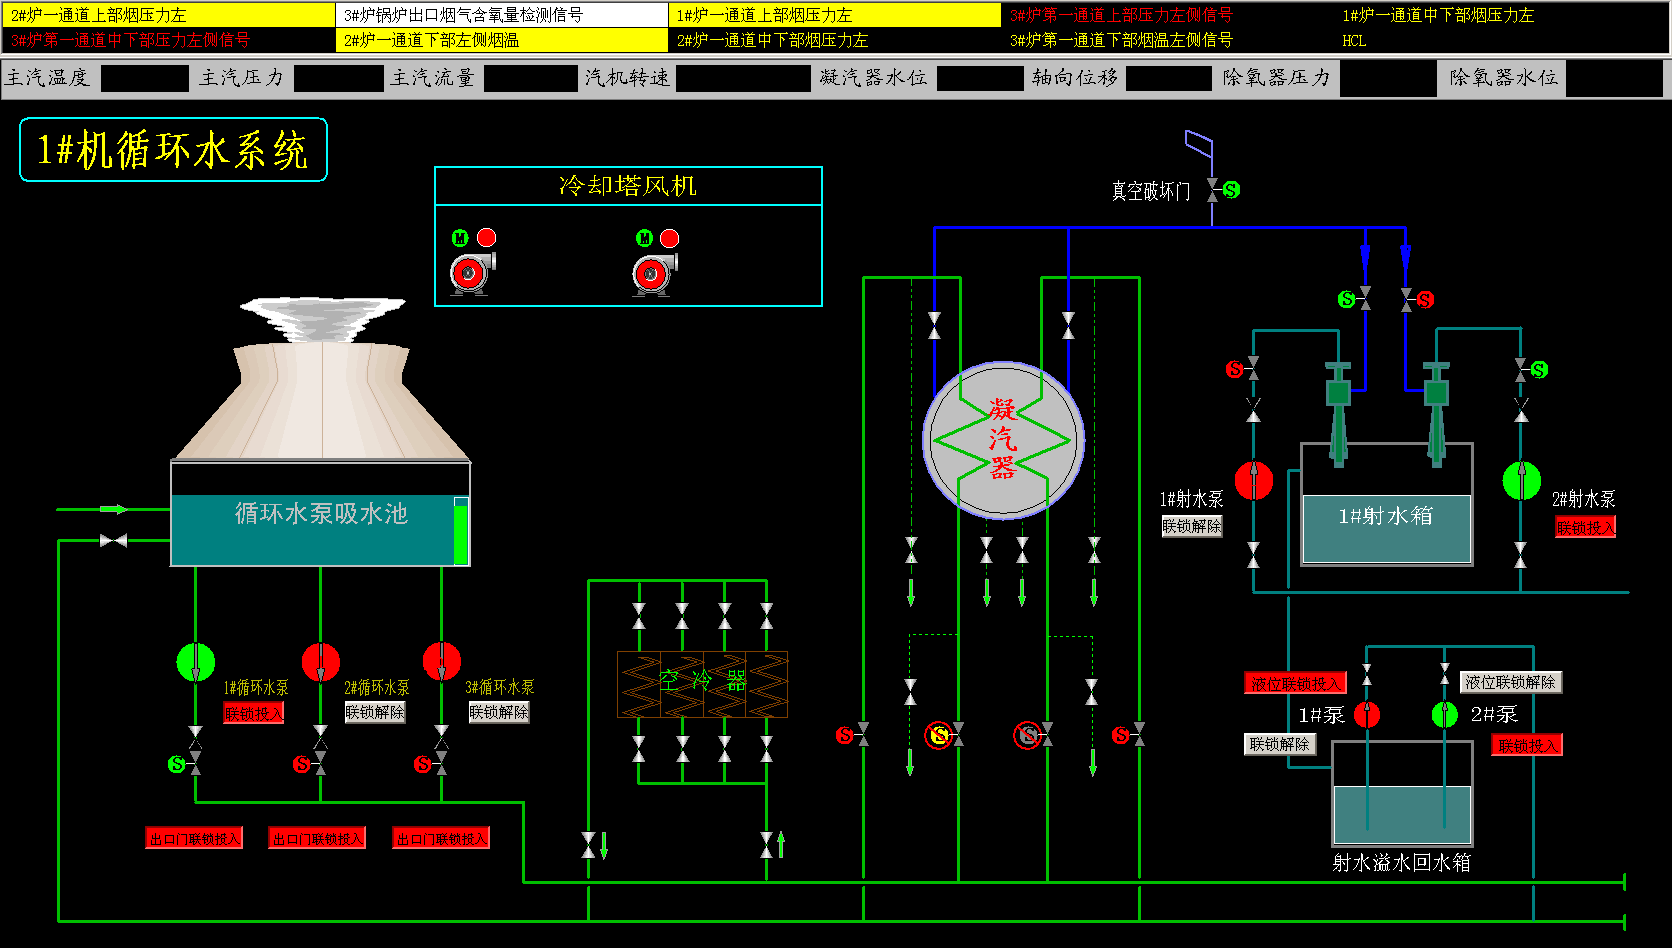 2#炉一通道上部烟压力左
3#炉锅炉出口烟气含氧量检测信号
1#炉一通道上部烟压力左
3#炉第一通道上部压力左侧信号
1#炉一通道中下部烟压力左
3#炉第一通道中下部压力左侧信号
2#炉一通道下部左侧烟温
2#炉一通道中下部烟压力左
3#炉第一通道下部烟温左侧信号
HCL
主汽温度
主汽压力
主汽流量
汽机转速
凝汽器水位
轴向位移
除氧器压力
除氧器水位
1#机循环水系统
冷却塔风机
M
M
真空破坏门
S
S
S
S
S
凝
汽
器
循环水泵吸水池
1#射水泵
联锁解除
1#射水箱
2#射水泵
联锁投入
1#循环水泵
联锁投入
2#循环水泵
联锁解除
3#循环水泵
联锁解除
空冷器
液位联锁投入
液位联锁解除
1#泵
2#泵
联锁解除
联锁投入
S
S
S
S
S
S
S
出口门联锁投入
出口门联锁投入
出口门联锁投入
射水溢水回水箱